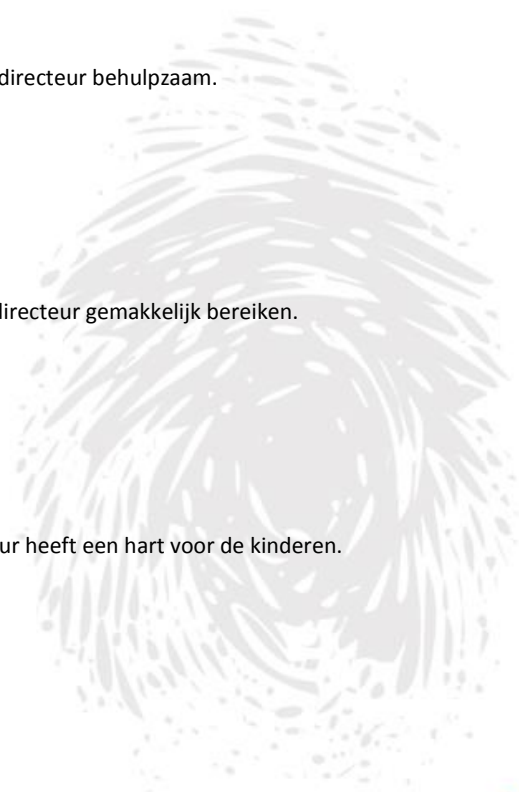 directeur behulpzaam.
directeur gemakkelijk bereiken.
ur heeft een hart voor de kinderen.